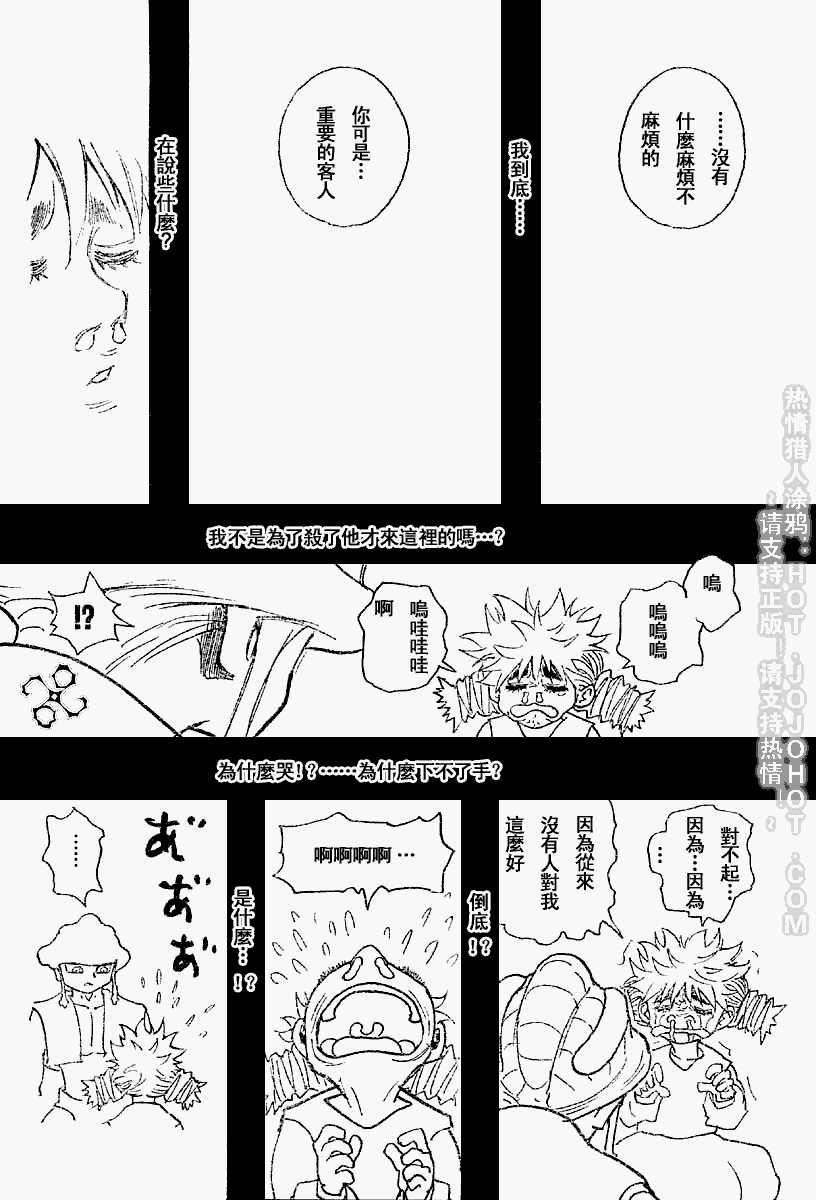 ……沒有
什麼麻煩不
麻煩的
我到底……
你可是…
重要的客人
在說些什麼？
我不是為了殺了他才來這裡的嗎…？
嗚
嗚嗚嗚
嗚哇哇哇
啊
!?
為什麼哭!？……為什麼下不了手？
對不起…
因為…因為
…
因為從來
沒有人對我
這麼好
倒底!？
啊啊啊啊…
是什麼…!？
あ゛あ゛あ゛
……
热情猎人涂鸦：HOT.JOJOHOT.COM
~请支持正版！请支持热情！~